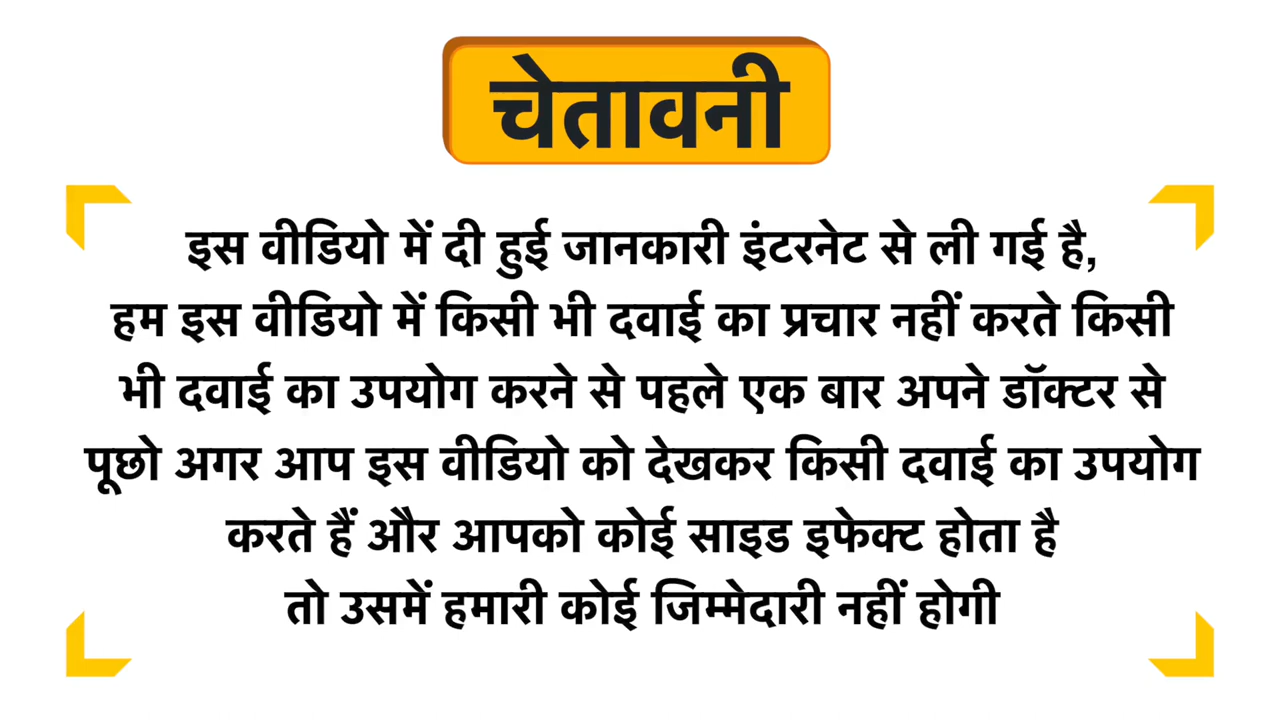 चेतावनी
इस वीडियो में दी हुई जानकारी इंटरनेट से ली गई है,
हम इस वीडियो में किसी भी दवाई का प्रचार नहीं करते किसी
भी दवाई का उपयोग करने से पहले एक बार अपने डॉक्टर से
पूछो अगर आप इस वीडियो को देखकर किसी दवाई का उपयोग
करते हैं और आपको कोई साइड इफेक्ट होता है
तो उसमें हमारी कोई जिम्मेदारी नहीं होगी